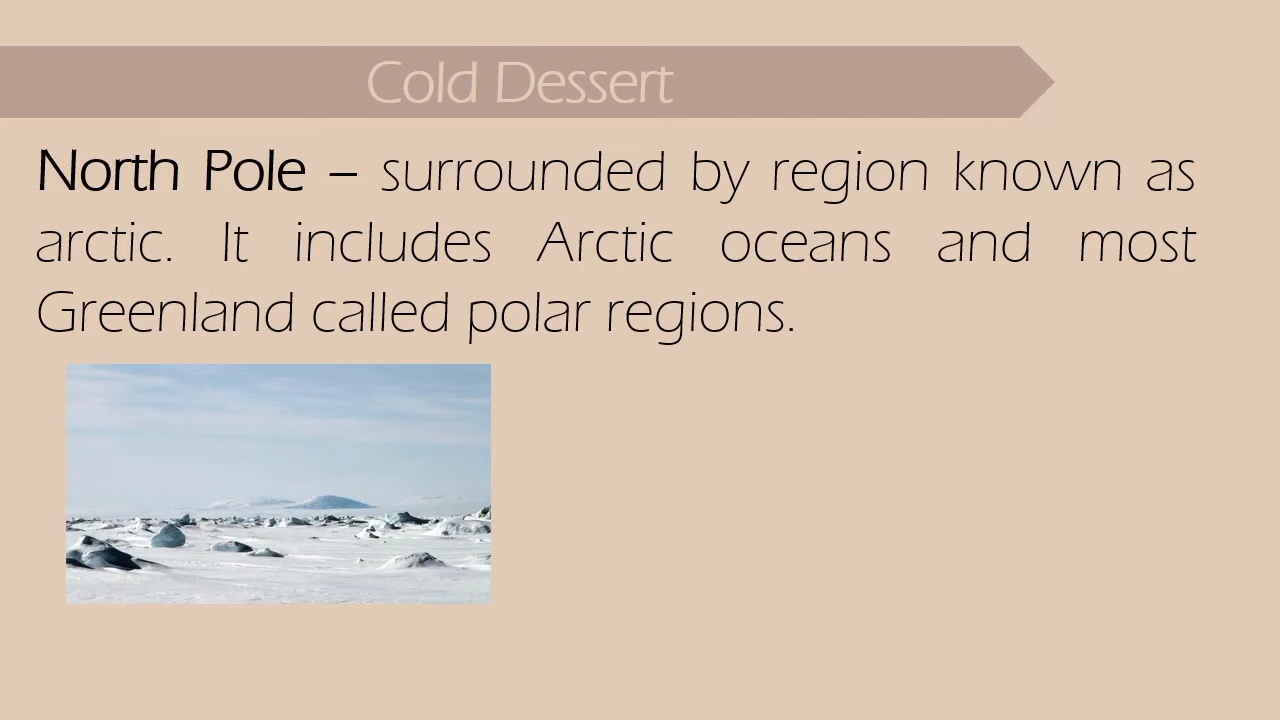 Cold Dessert
North Pole – surrounded by region known as
arctic. It includes Arctic oceans and most
Greenland called polar regions.